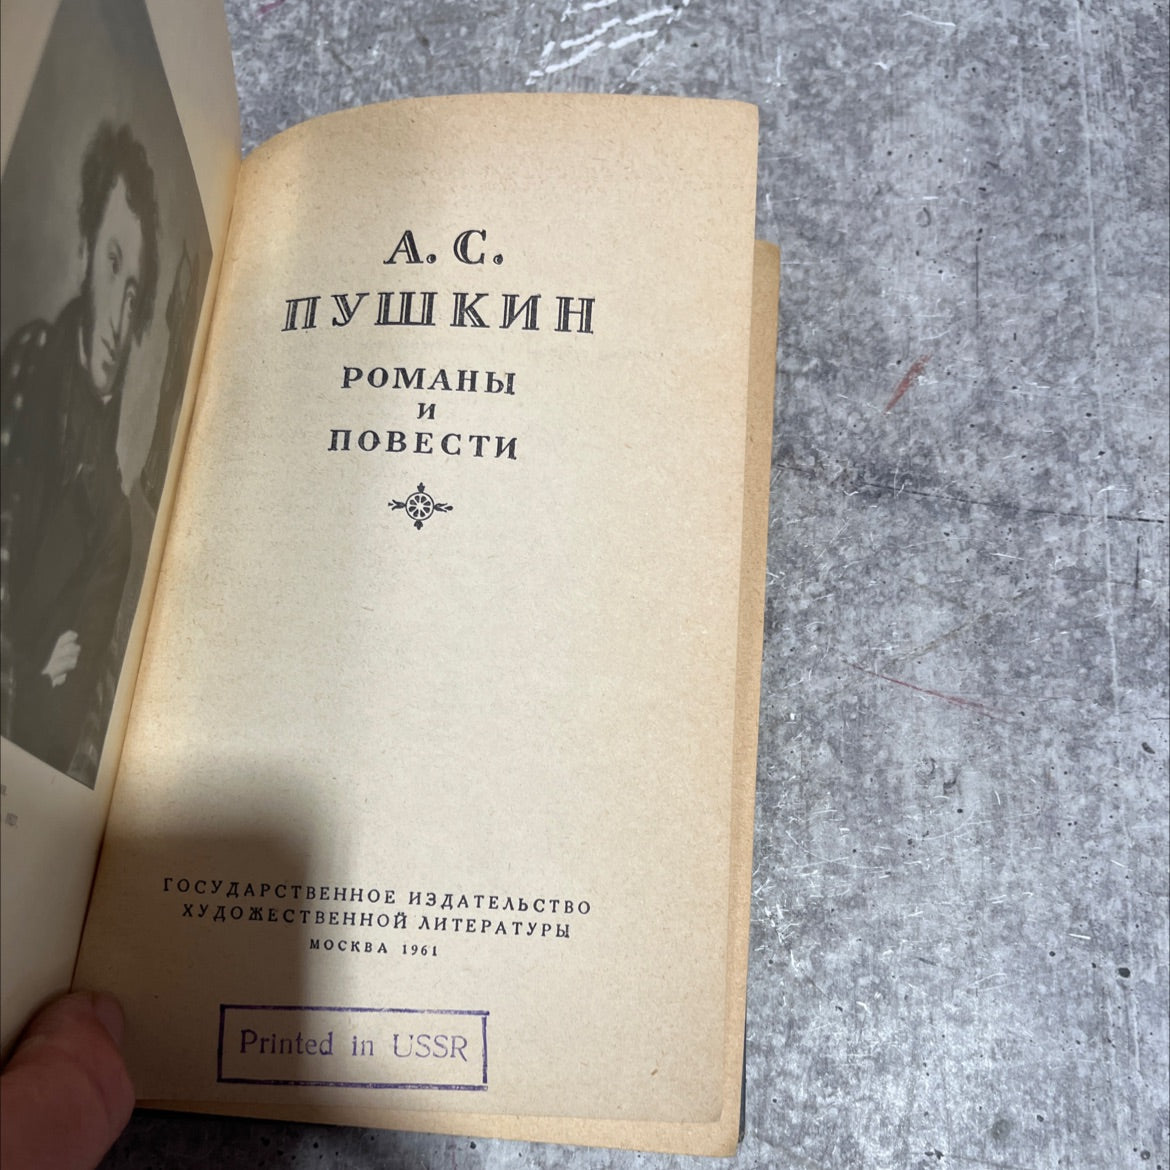 А. С.
ПУШКИН
РОМАНЫ
И
ПОВЕСТИ
ГОСУДАРСТВЕННОЕ ИЗДАТЕЛЬСТВО
ХУДОЖЕСТВЕННОЙ ЛИТЕРАТУРЫ
МОСКВА 1961
Printed in USSR